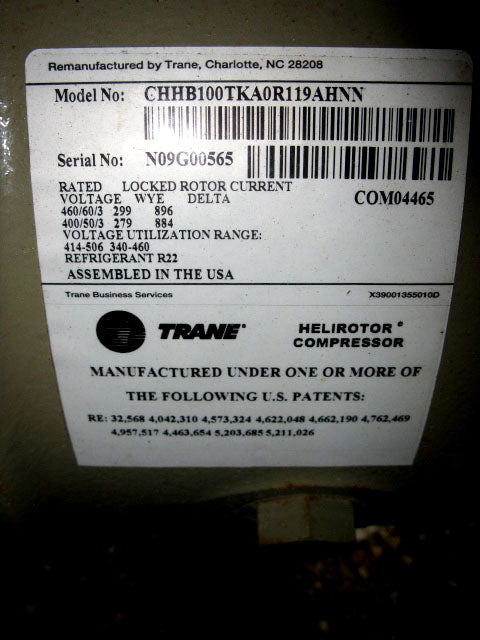 Remanufactured by Trane, Charlotte, NC 28208
Model No: CHHB100TKA0R119AHNN
Serial No: N09G00565
RATED LOCKED ROTOR CURRENT
VOLTAGE WYE DELTA COM04465
460/60/3 299 896
400/50/3 279 884
VOLTAGE UTILIZATION RANGE:
414-506 340-460
REFRIGERANT R22
ASSEMBLED IN THE USA
Trane Business Services X39001355010D
TRANE® HELIROTOR®
COMPRESSOR
MANUFACTURED UNDER ONE OR MORE OF
THE FOLLOWING U.S. PATENTS:
RE: 32,568 4,042,310 4,573,324 4,622,048 4,662,190 4,762,469
4,957,517 4,463,654 5,203,685 5,211,026